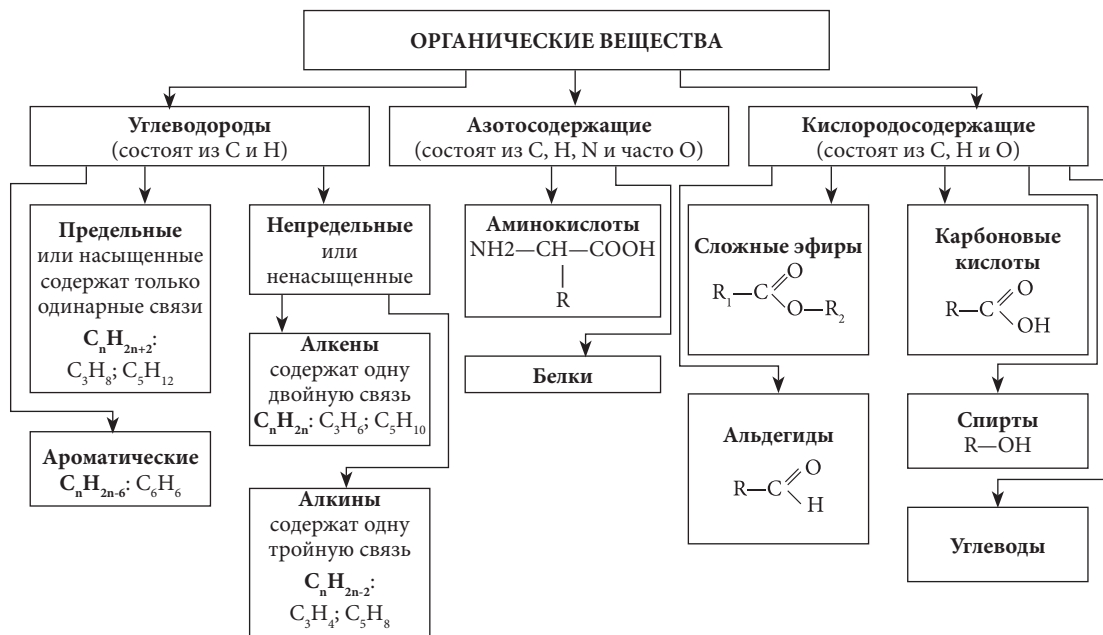 ОРГАНИЧЕСКИЕ ВЕЩЕСТВА
Углеводороды
(состоят из C и H)
Азотосодержащие
(состоят из C, H, N и часто O)
Кислородосодержащие
(состоят из C, H и O)
Предельные
или насыщенные
содержат только
одинарные связи
CₙH₂ₙ₊₂:
C₃H₈; C₅H₁₂
Непредельные
или
ненасыщенные
Аминокислоты
NH2—CH—COOH
R
Сложные эфиры
O
R₁—C
O—R₂
Карбоновые
кислоты
O
R—C
OH
Алкены
содержат одну
двойную связь
CₙH₂ₙ: C₃H₆; C₅H₁₀
Белки
Альдегиды
O
R—C
H
Спирты
R—OH
Ароматические
CₙH₂ₙ₋₆: C₆H₆
Алкины
содержат одну
тройную связь
CₙH₂ₙ₋₂:
C₃H₄; C₅H₈
Углеводы